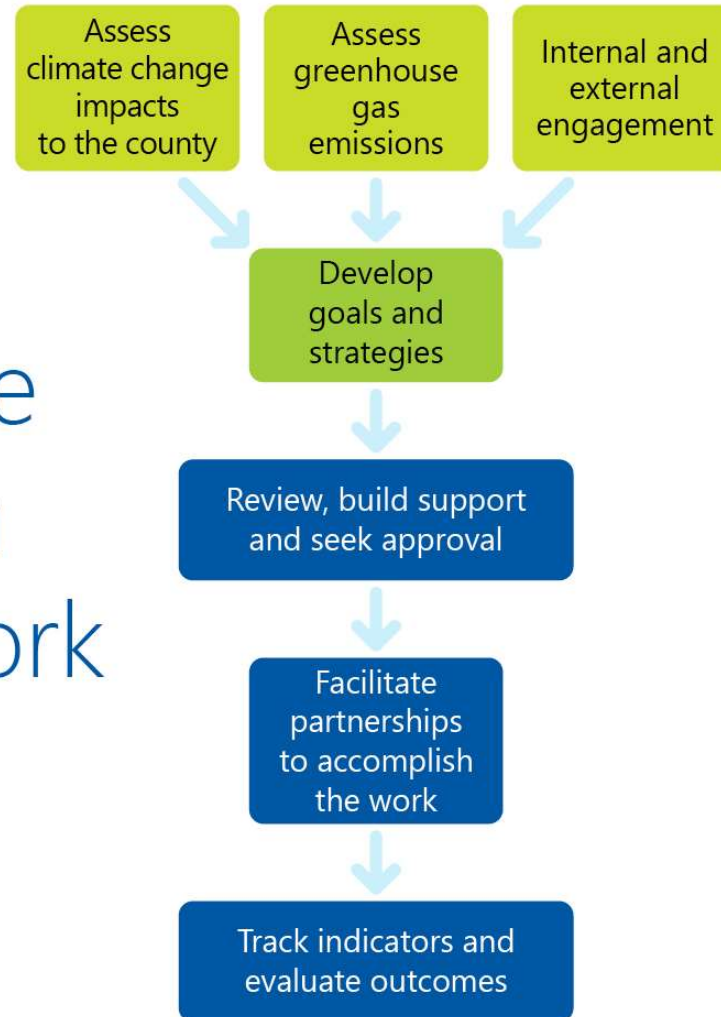 Assess
climate change
impacts
to the county
Assess
greenhouse
gas
emissions
Internal and
external
engagement
Develop
goals and
strategies
Review, build support
and seek approval
Facilitate
partnerships
to accomplish
the work
Track indicators and
evaluate outcomes